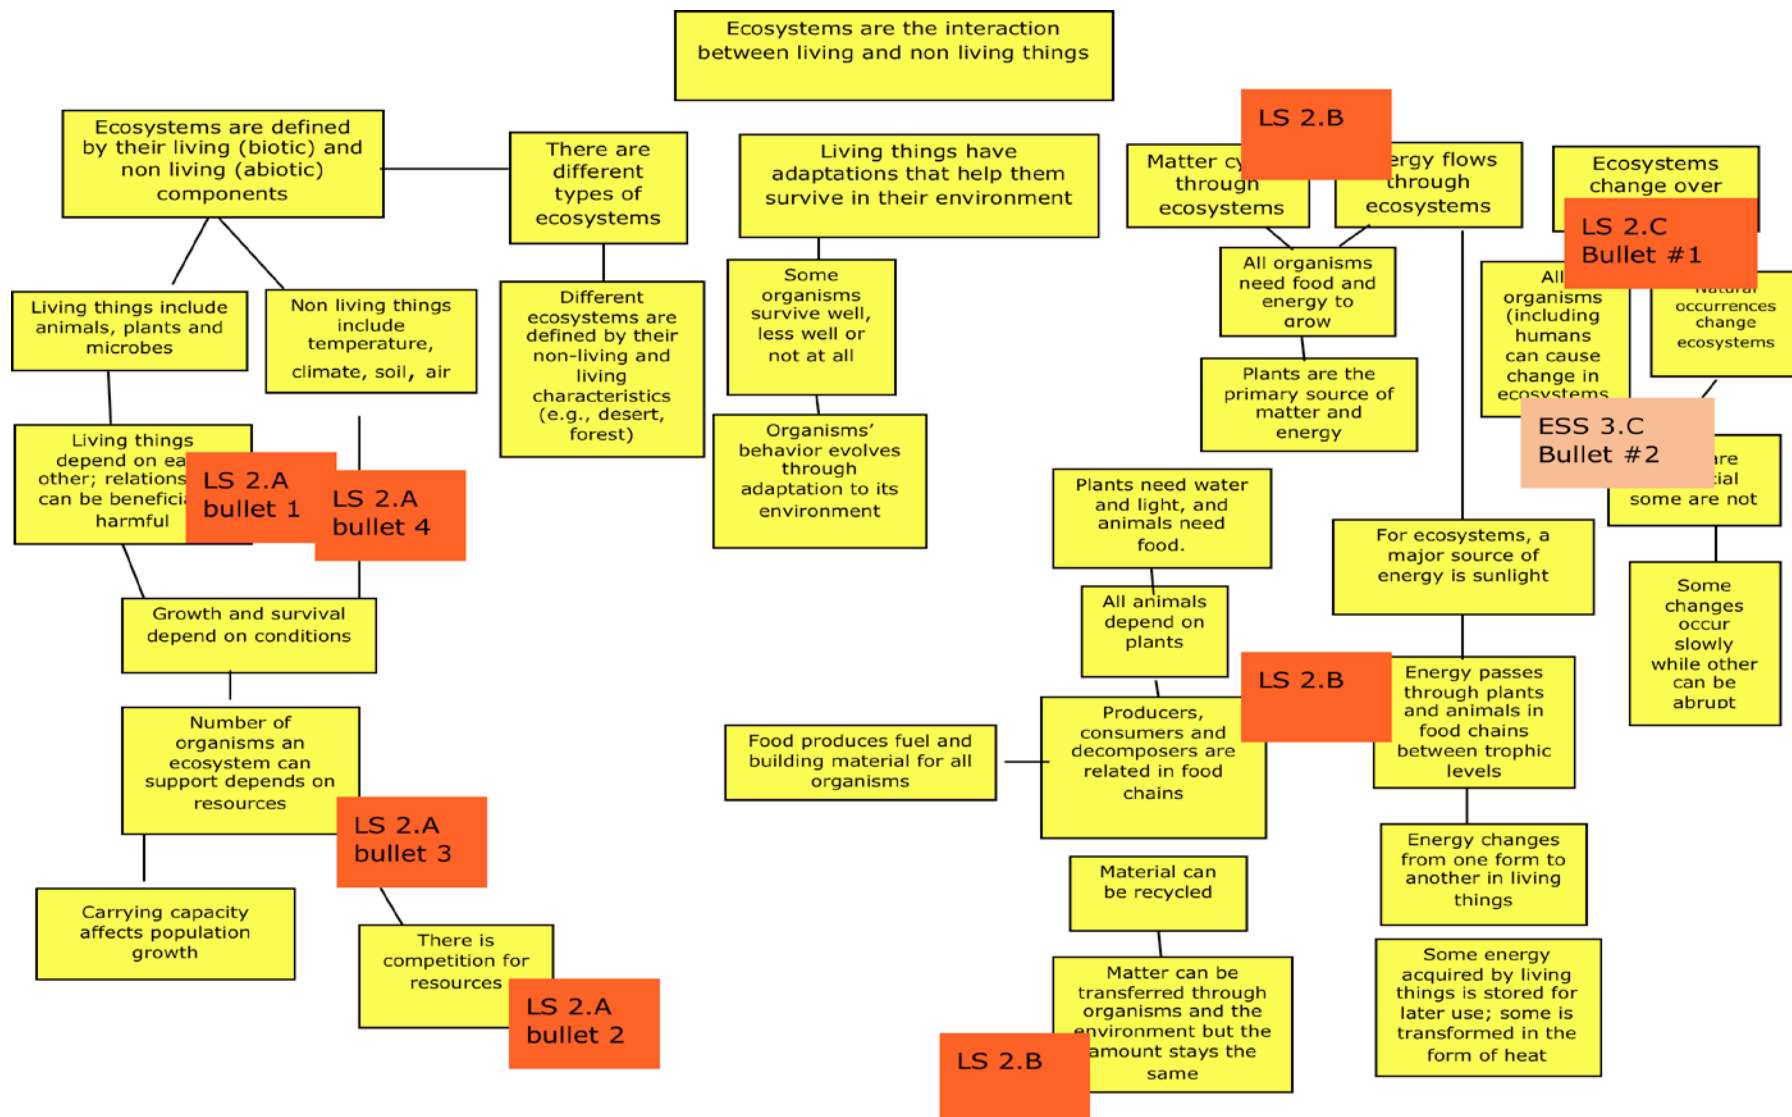 Ecosystems are the interaction
between living and non living things
Ecosystems are defined
by their living (biotic) and
non living (abiotic)
components
There are
different
types of
ecosystems
Living things have
adaptations that help them
survive in their environment
LS 2.B
Matter
through
ecosystems
flows
through
ecosystems
Ecosystems
change over
LS 2.C
Bullet #1
Living things include
animals, plants and
microbes
Non living things
include
temperature,
climate, soil, air
Different
ecosystems are
defined by their
non-living and
living
characteristics
(e.g., desert,
forest)
Some
organisms
survive well,
less well or
not at all
All organisms
need food and
energy to
grow
All
organisms
(including
humans
can cause
change in
ecosystems
Natural
occurrences
change
ecosystems
Plants are the
primary source of
matter and
energy
Organisms’
behavior evolves
through
adaptation to its
environment
ESS 3.C
Bullet #2
are
some are not
Living things
depend on
other;
can be
harmful
LS 2.A
bullet 1
LS 2.A
bullet 4
Plants need water
and light, and
animals need
food.
For ecosystems, a
major source of
energy is sunlight
Some
changes
occur
slowly
while other
can be
abrupt
Growth and survival
depend on conditions
All animals
depend on
plants
LS 2.B
Energy passes
through plants
and animals in
food chains
between trophic
levels
Number of
organisms an
ecosystem can
support depends on
resources
Food produces fuel and
building material for all
organisms
Producers,
consumers and
decomposers are
related in food
chains
LS 2.A
bullet 3
Energy changes
from one form to
another in living
things
Material can
be recycled
Carrying capacity
affects population
growth
There is
competition for
resources
LS 2.A
bullet 2
Matter can be
transferred through
organisms and the
environment but the
amount stays the
same
LS 2.B
Some energy
acquired by living
things is stored for
later use; some is
transformed in the
form of heat